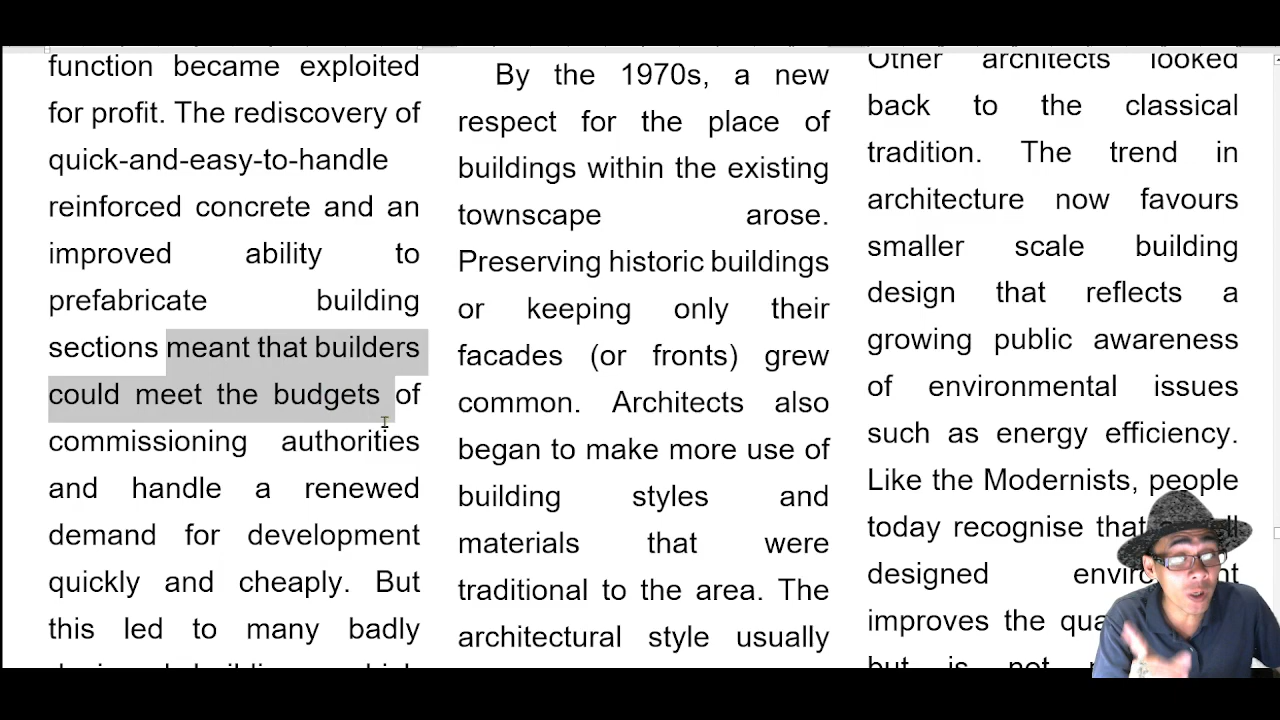 function became exploited
for profit. The rediscovery of
quick-and-easy-to-handle
reinforced concrete and an
improved ability to
prefabricate building
sections meant that builders
could meet the budgets of
commissioning authorities
and handle a renewed
demand for development
quickly and cheaply. But
this led to many badly
By the 1970s, a new
respect for the place of
buildings within the existing
townscape arose.
Preserving historic buildings
or keeping only their
facades (or fronts) grew
common. Architects also
began to make more use of
building styles and
materials that were
traditional to the area. The
architectural style usually
Other architects looked
back to the classical
tradition. The trend in
architecture now favours
smaller scale building
design that reflects a
growing public awareness
of environmental issues
such as energy efficiency.
Like the Modernists, people
today recognise that
designed
improves the
but is not